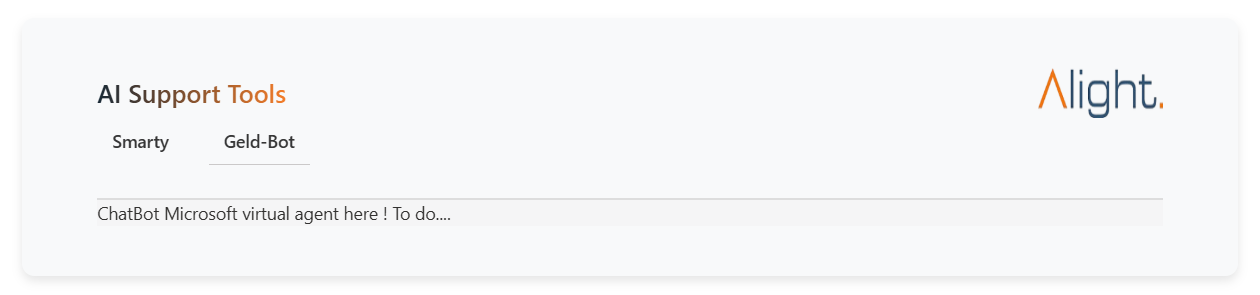 AI Support Tools
Alight.
Smarty
Geld-Bot
ChatBot Microsoft virtual agent here ! To do....